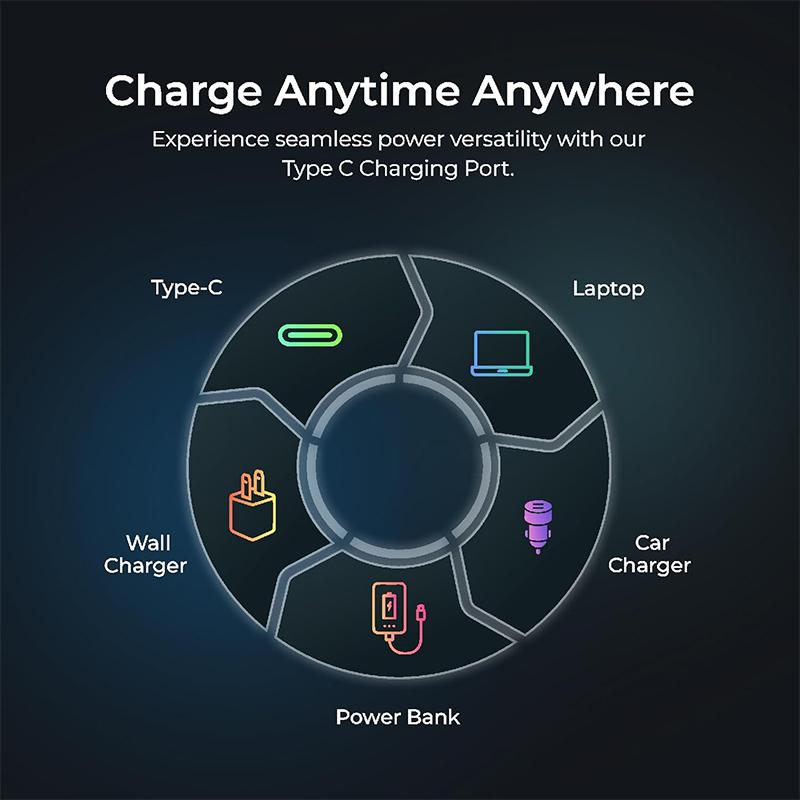 Charge Anytime Anywhere
Experience seamless power versatility with our
Type C Charging Port.
Type-C
Laptop
Wall
Charger
Car
Charger
Power Bank